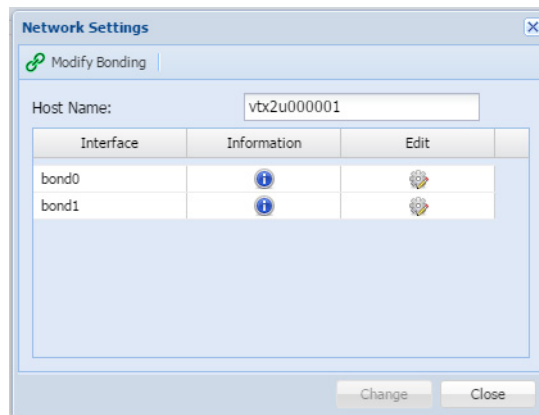 Network Settings
Modify Bonding
Host Name: vtx2u000001
Interface Information Edit
bond0
bond1
Change Close